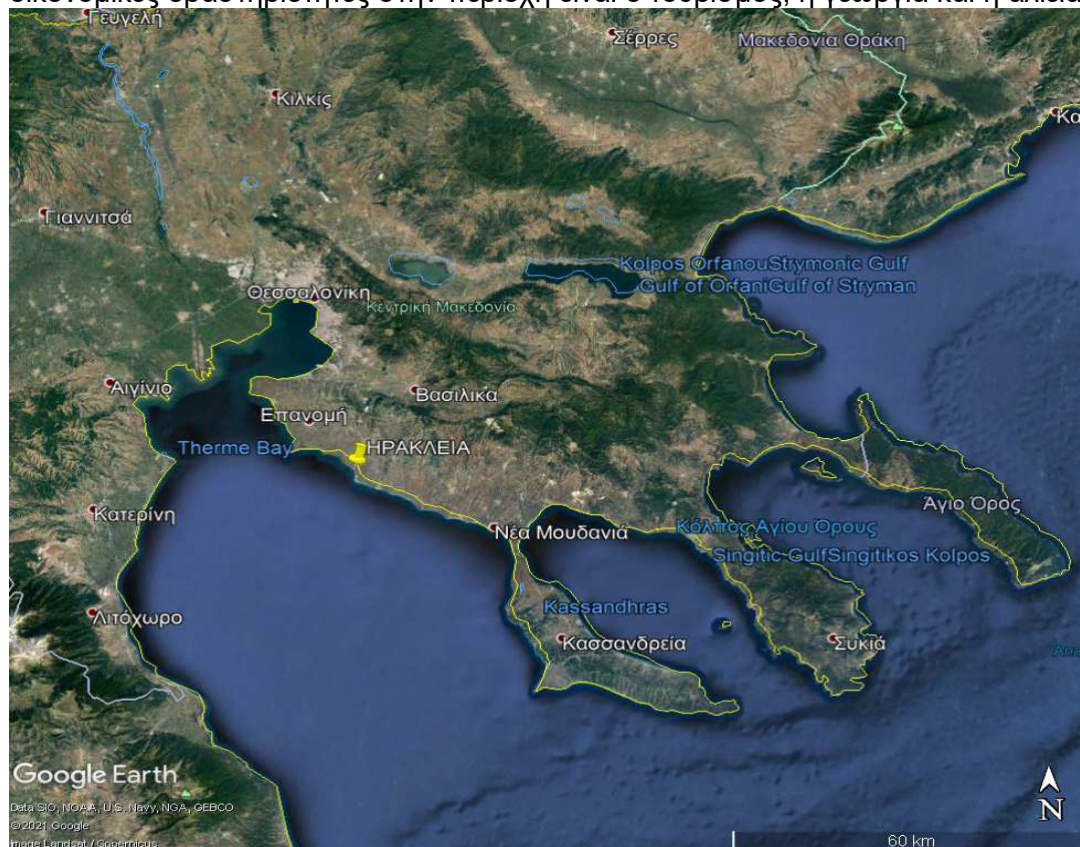 οικονομικές δραστηριότητες στην περιοχή είναι ο τουρισμός, η γεωργία και η αλιεία
Γευγελή
Σέρρες
Μακεδονία Θράκη
Κιλκίς
Κα
Γιαννιτσά
Kolpos OrfanouStrymonic Gulf
Gulf of OrfaniGulf of Stryman
Θεσσαλονίκη
Κεντρική Μακεδονία
Αιγίνιο
Βασιλικά
Επανομή
Therme Bay
ΗΡΑΚΛΕΙΑ
Άγιο Όρος
Κατερίνη
Νέα Μουδανιά
Κόλπος Αγίου Όρους
Singitic GulfSingitikos Kolpos
Kassandhras
Λιτόχωρο
Κασσανδρεία
Συκιά
Google Earth
Data SIO, NOAA, U.S. Navy, NGA, GEBCO
© 2021 Google
Image Landsat / Copernicus
N
60 km